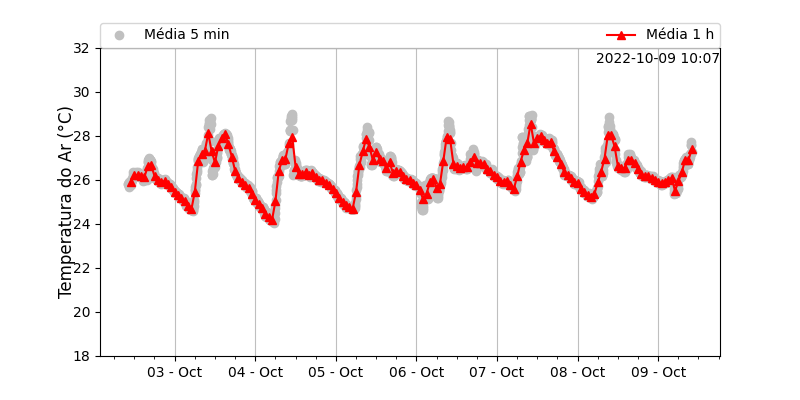 Média 5 min
Média 1 h
2022-10-09 10:07
Temperatura do Ar (°C)
32
30
28
26
24
22
20
18
03 - Oct
04 - Oct
05 - Oct
06 - Oct
07 - Oct
08 - Oct
09 - Oct